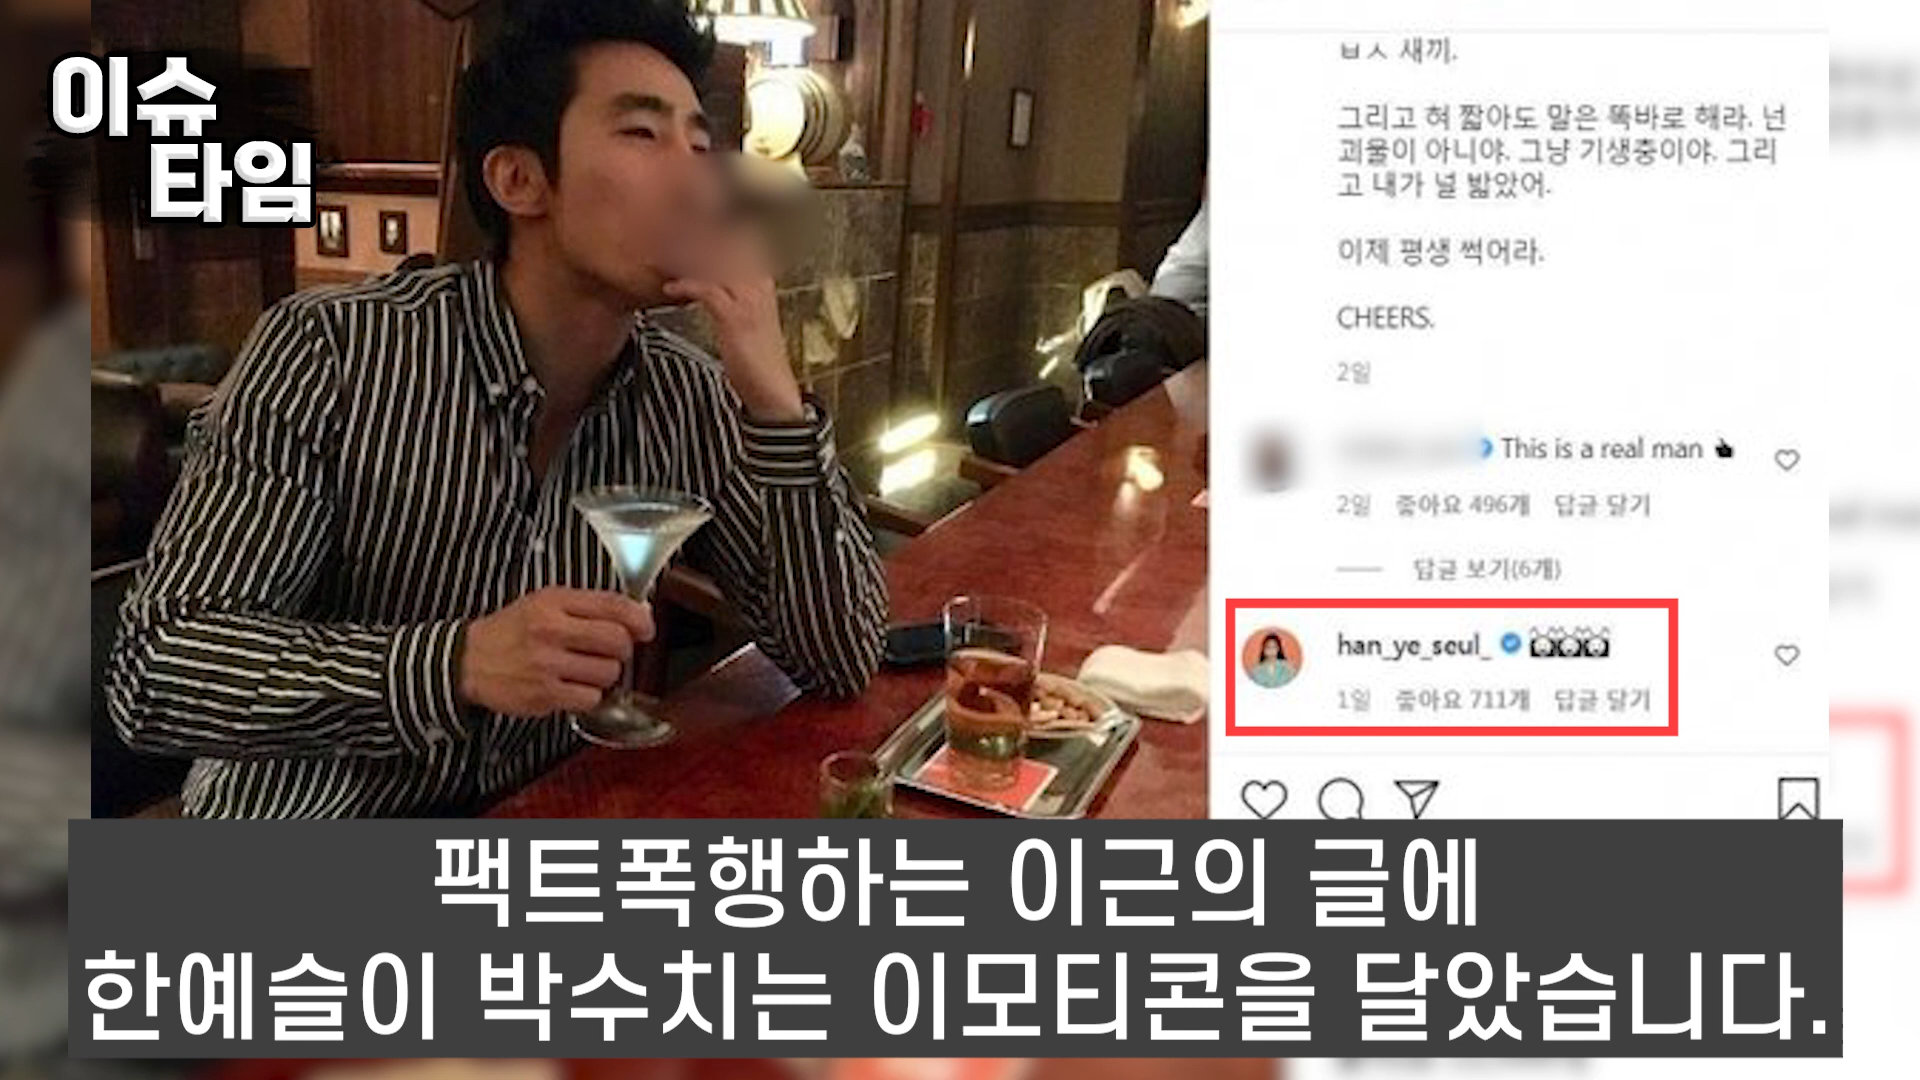 이슈
타임
ㅂㅅ 새끼.
그리고 혀 짧아도 말은 똑바로 해라. 넌
괴물이 아니야. 그냥 기생충이야. 그리
고 내가 널 밟았어.
이제 평생 썩어라.
CHEERS.
2일
This is a real man
2일 좋아요 496개 답글 달기
답글 보기(6개)
han_ye_seul_
1일 좋아요 711개 답글 달기
팩트폭행하는 이근의 글에
한예슬이 박수치는 이모티콘을 달았습니다.